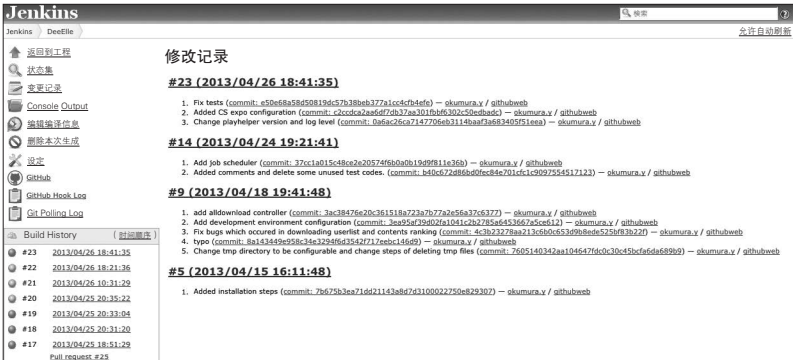 Jenkins
検索
Jenkins DeeElle 允许自动刷新
返回到工程
状态集
变更记录
Console Output
编辑编译信息
删除本次生成
设定
GitHub
GitHub Hook Log
Git Polling Log
Build History (时间顺序)
#23 2013/04/26 18:41:35
#22 2013/04/26 18:21:36
#21 2013/04/26 10:31:29
#20 2013/04/25 20:35:22
#19 2013/04/25 20:33:04
#18 2013/04/25 20:31:20
#17 2013/04/25 18:51:29
Pull request #25
修改记录
#23 (2013/04/26 18:41:35)
1. Fix tests (commit: e50e68a58d50819dc57b38beb377a1cc4cfb4efe) — okumura.y / githubweb
2. Added CS expo configuration (commit: c2ccdca2aa6df7db37aa301fbbf6302c50edbadc) — okumura.y / githubweb
3. Change playhelper version and log level (commit: 0a6ac26ca7147706eb3114baaf3a683405f51eea) — okumura.y / githubweb
#14 (2013/04/24 19:21:41)
1. Add job scheduler (commit: 37cc1a015c48ce2e20574f6b0a0b19d9f811e36b) — okumura.y / githubweb
2. Added comments and delete some unused test codes. (commit: b40c672d86bd0fec84e701cfc1c9097554517123) — okumura.y / githubweb
#9 (2013/04/18 19:41:48)
1. add alldownload controller (commit: 3ac38476e20c361518a723a7b77a2e56a37c6377) — okumura.y / githubweb
2. Add development environment configuration (commit: 3ea95af39d02fa1041c2b2785a6453667a5ce612) — okumura.y / githubweb
3. Fix bugs which occured in downloading userlist and contents ranking (commit: 4c3b23278aa213c6b0c653d9b8ede525bf83b22f) — okumura.y / githubweb
4. typo (commit: 8a143449e958c34e3294f6d3542f717eebc146d9) — okumura.y / githubweb
5. Change tmp directory to be configurable and change steps of deleting tmp files (commit: 7605140342aa104647fdc0c30c45bcfa6da689b9) — okumura.y / githubweb
#5 (2013/04/15 16:11:48)
1. Added installation steps (commit: 7b675b3ea71dd21143a8d7d3100022750e829307) — okumura.y / githubweb